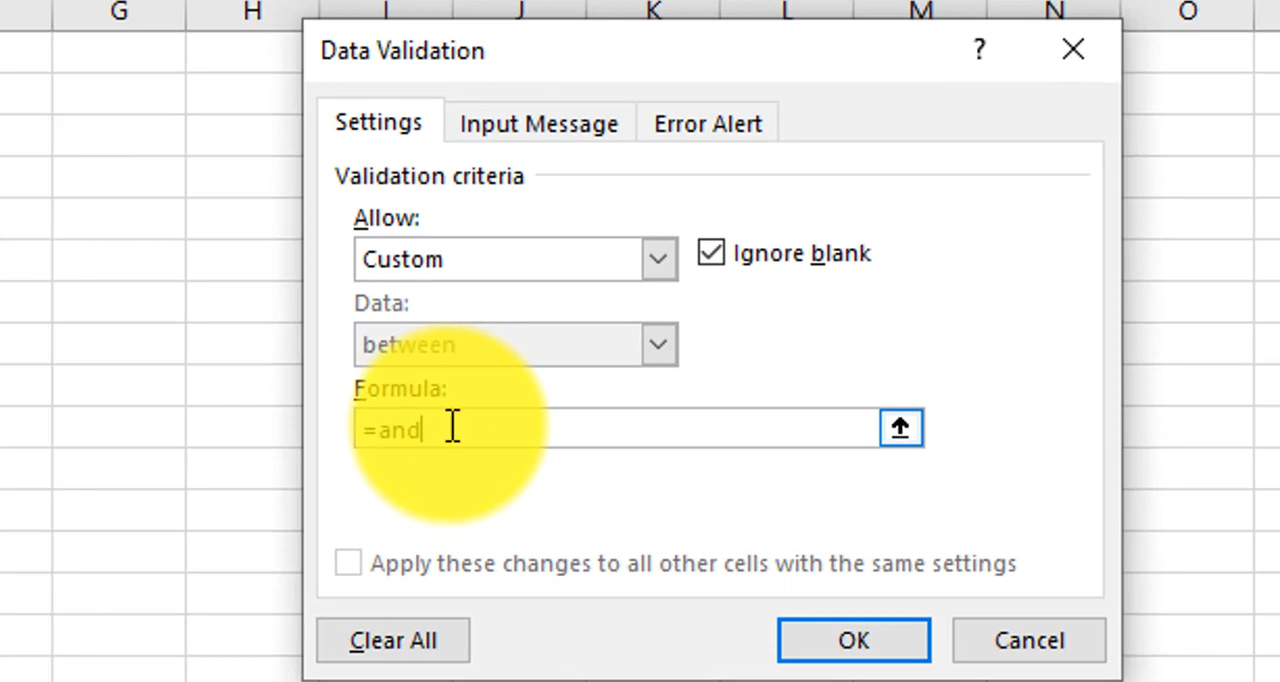 G H I J K L M N O
Data Validation ?
Settings Input Message Error Alert
Validation criteria
Allow:
Custom Ignore blank
Data:
between
Formula:
=and
Apply these changes to all other cells with the same settings
Clear All OK Cancel